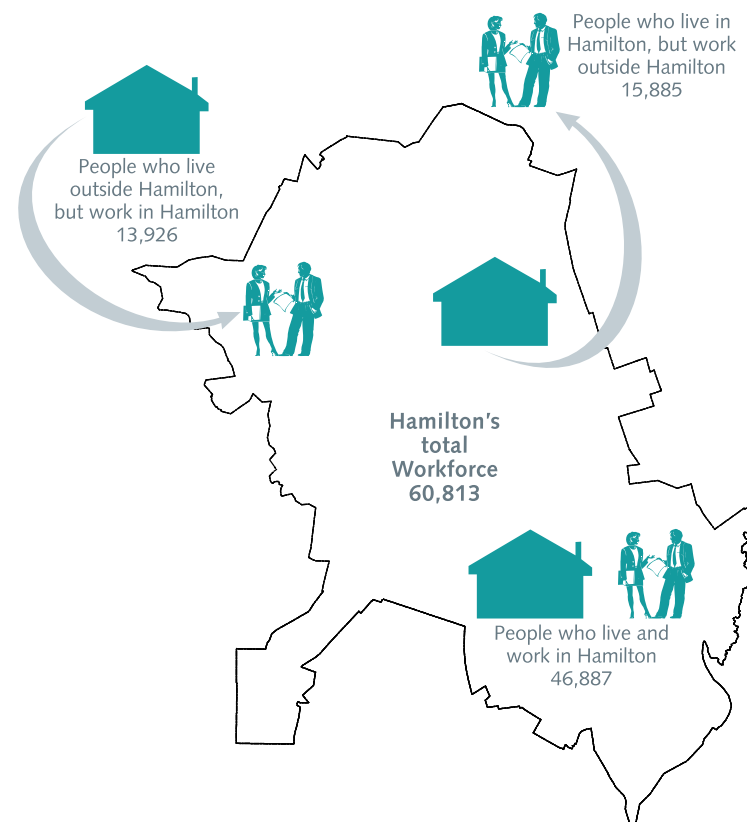 People who live in
Hamilton, but work
outside Hamilton
15,885
People who live
outside Hamilton,
but work in Hamilton
13,926
Hamilton's
total
Workforce
60,813
People who live and
work in Hamilton
46,887